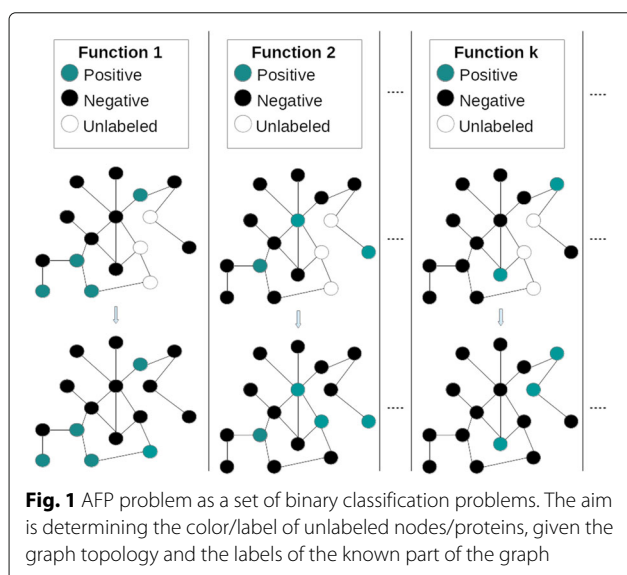 Function 1
Positive
Negative
Unlabeled
Function 2
Positive
Negative
Unlabeled
....
Function k
Positive
Negative
Unlabeled
....
....
....
....
....
Fig. 1 AFP problem as a set of binary classification problems. The aim
is determining the color/label of unlabeled nodes/proteins, given the
graph topology and the labels of the known part of the graph